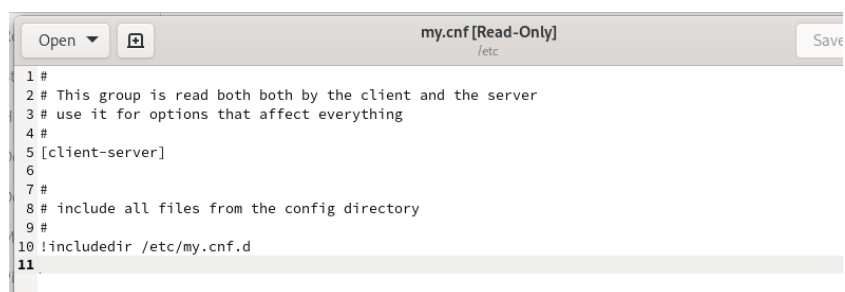 Open
my.cnf [Read-Only]
/etc
Save
1 #
2 # This group is read both both by the client and the server
3 # use it for options that affect everything
4 #
5 [client-server]
6
7 #
8 # include all files from the config directory
9 #
10 !includedir /etc/my.cnf.d
11